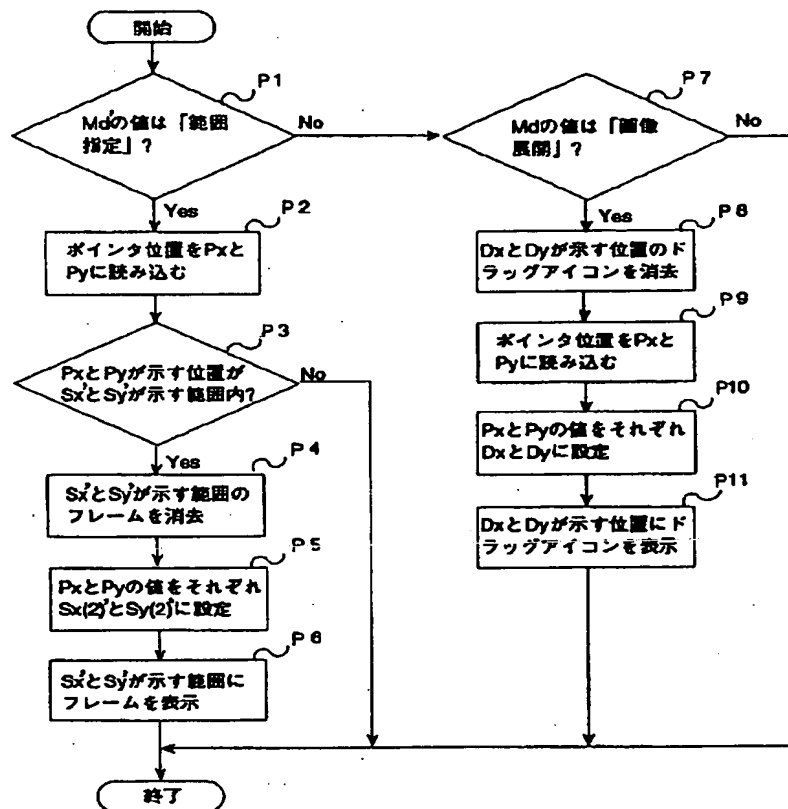 開始
P1
Md'の値は「範囲
指定」?
No
Yes
P2
ポインタ位置をPxと
Pyに読み込む
P3
PxとPyが示す位置が
Sx'とSy'が示す範囲内?
No
Yes
P4
Sx'とSy'が示す範囲の
フレームを消去
P5
PxとPyの値をそれぞれ
Sx(2)'とSy(2)'に設定
P6
Sx'とSy'が示す範囲に
フレームを表示
終了
P7
Mdの値は「画像
展開」?
No
Yes
P8
DxとDyが示す位置のド
ラッグアイコンを消去
P9
ポインタ位置をPxと
Pyに読み込む
P10
PxとPyの値をそれぞれ
DxとDyに設定
P11
DxとDyが示す位置にド
ラッグアイコンを表示